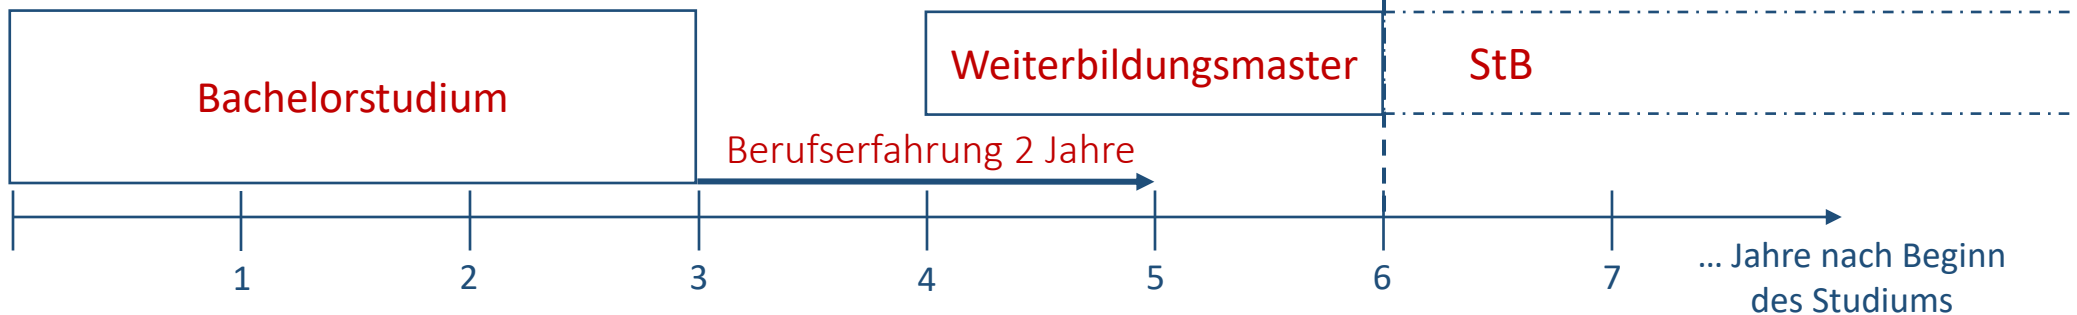 Bachelorstudium
Weiterbildungsmaster
StB
Berufserfahrung 2 Jahre
1
2
3
4
5
6
7
... Jahre nach Beginn
des Studiums